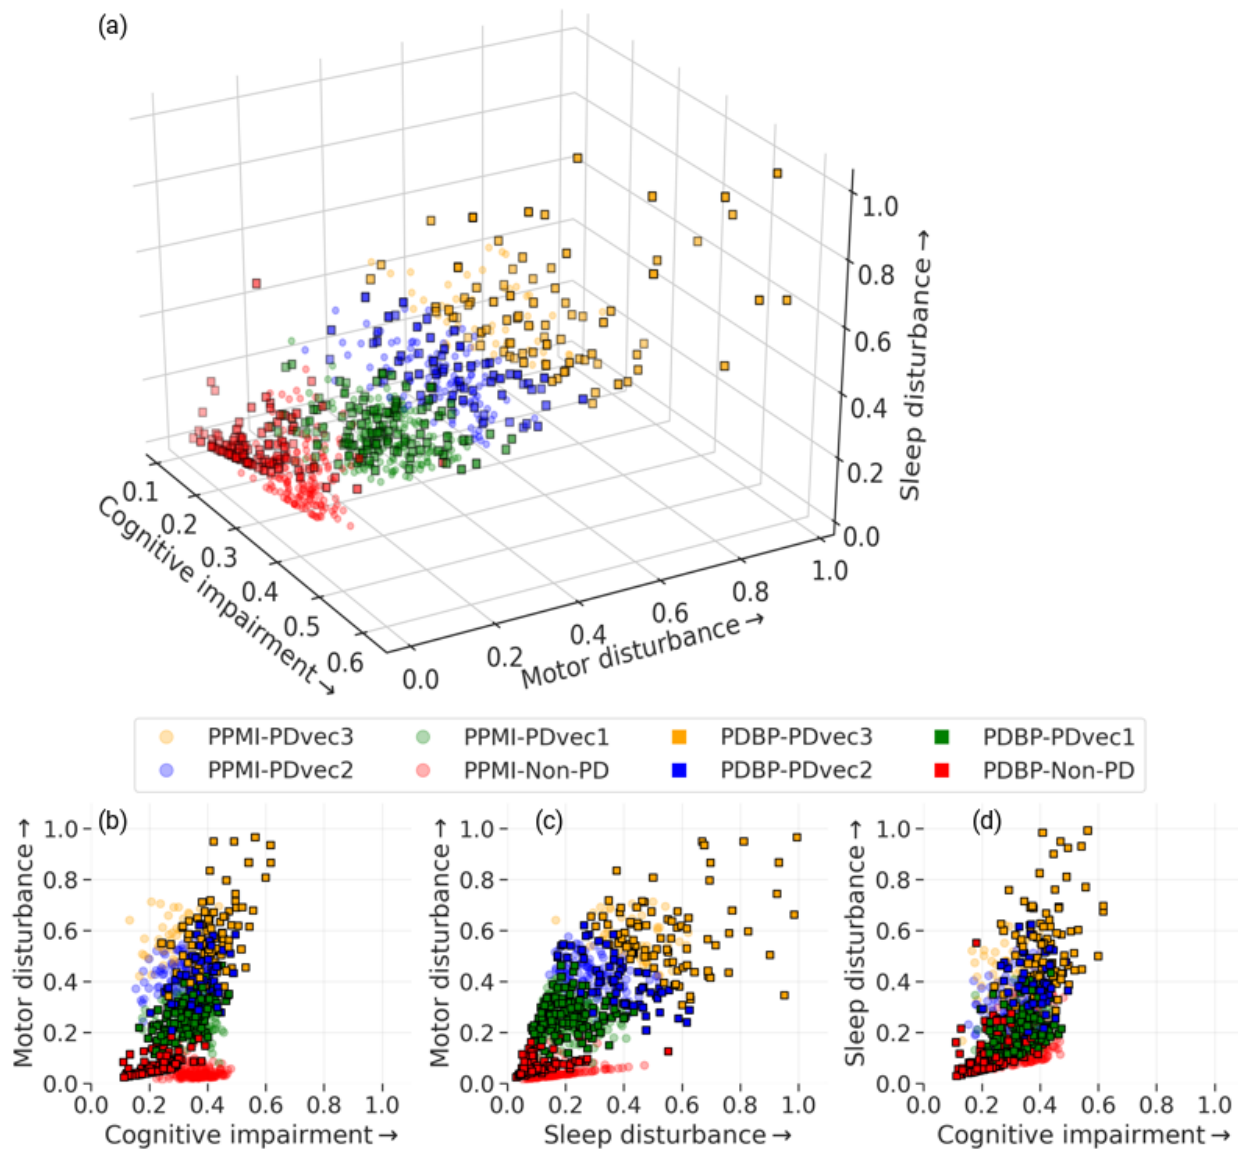 (a)
1.0
0.8
0.6
0.4
0.2
0.0
Sleep disturbance→
0.1
0.2
0.3
0.4
0.5
0.6
Cognitive impairment→
0.0
0.2
0.4
0.6
0.8
1.0
Motor disturbance→
PPMI-PDvec3 PPMI-PDvec1 PDBP-PDvec3 PDBP-PDvec1
PPMI-PDvec2 PPMI-Non-PD PDBP-PDvec2 PDBP-Non-PD
(b)
Motor disturbance→
1.0
0.8
0.6
0.4
0.2
0.0
0.0 0.2 0.4 0.6 0.8 1.0
Cognitive impairment→
(c)
Motor disturbance→
1.0
0.8
0.6
0.4
0.2
0.0
0.0 0.2 0.4 0.6 0.8 1.0
Sleep disturbance→
(d)
Sleep disturbance→
1.0
0.8
0.6
0.4
0.2
0.0
0.0 0.2 0.4 0.6 0.8 1.0
Cognitive impairment→